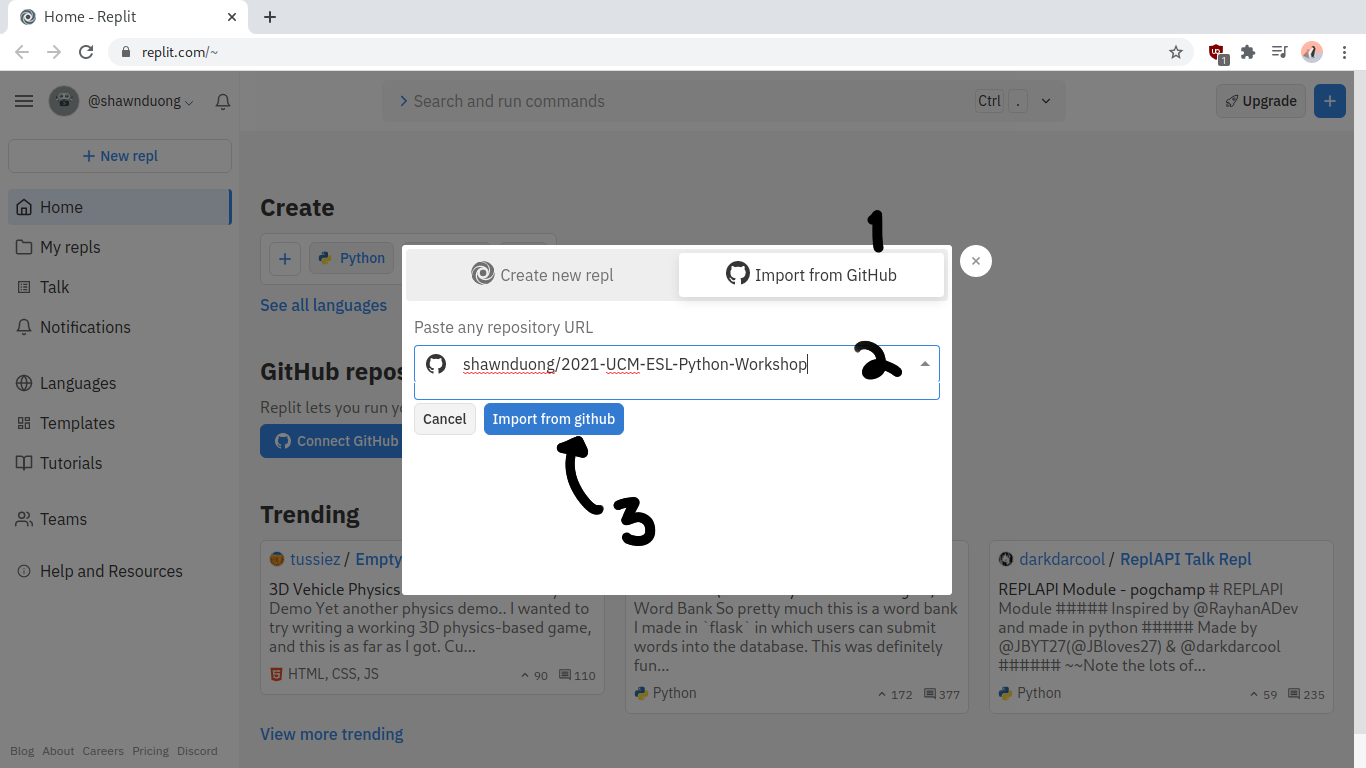 Home - Replit
replit.com/~
1
@shawnduong
Search and run commands
Ctrl
.
Upgrade
+ New repl
Home
My repls
Talk
Notifications
Languages
Templates
Tutorials
Teams
Help and Resources
Blog About Careers Pricing Discord
Create
Python
See all languages
GitHub repos
Replit lets you run y
Connect GitHub
1
Create new repl
Import from GitHub
Paste any repository URL
shawnduong/2021-UCM-ESL-Python-Workshop
2
Cancel
Import from github
3
Trending
tussiez / Empty
3D Vehicle Physics
Demo Yet another physics demo.. I wanted to
try writing a working 3D physics-based game,
and this is as far as I got. Cu...
HTML, CSS, JS
90
110
Word Bank So pretty much this is a word bank
I made in `flask` in which users can submit
words into the database. This was definitely
fun...
Python
172
377
darkdarcool / ReplAPI Talk Repl
REPLAPI Module - pogchamp # REPLAPI
Module ##### Inspired by @RayhanADev
and made in python ##### Made by
@JBYT27(@JBloves27) & @darkdarcool
###### ~~Note the lots of...
Python
59
235
View more trending